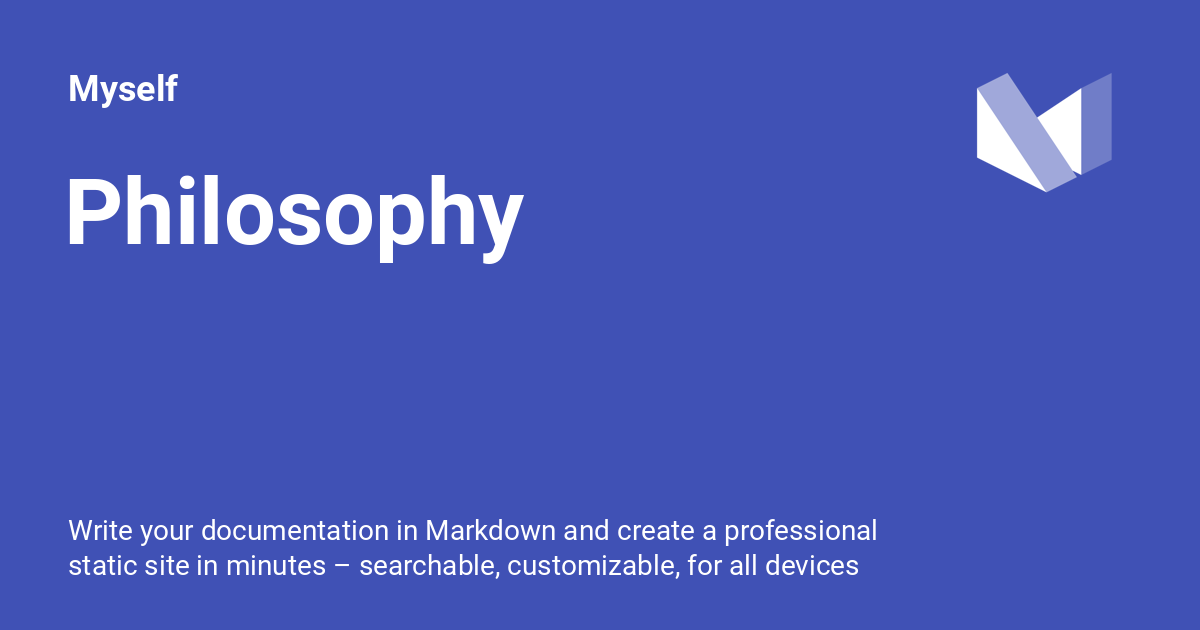 Myself
Philosophy
Write your documentation in Markdown and create a professional
static site in minutes – searchable, customizable, for all devices